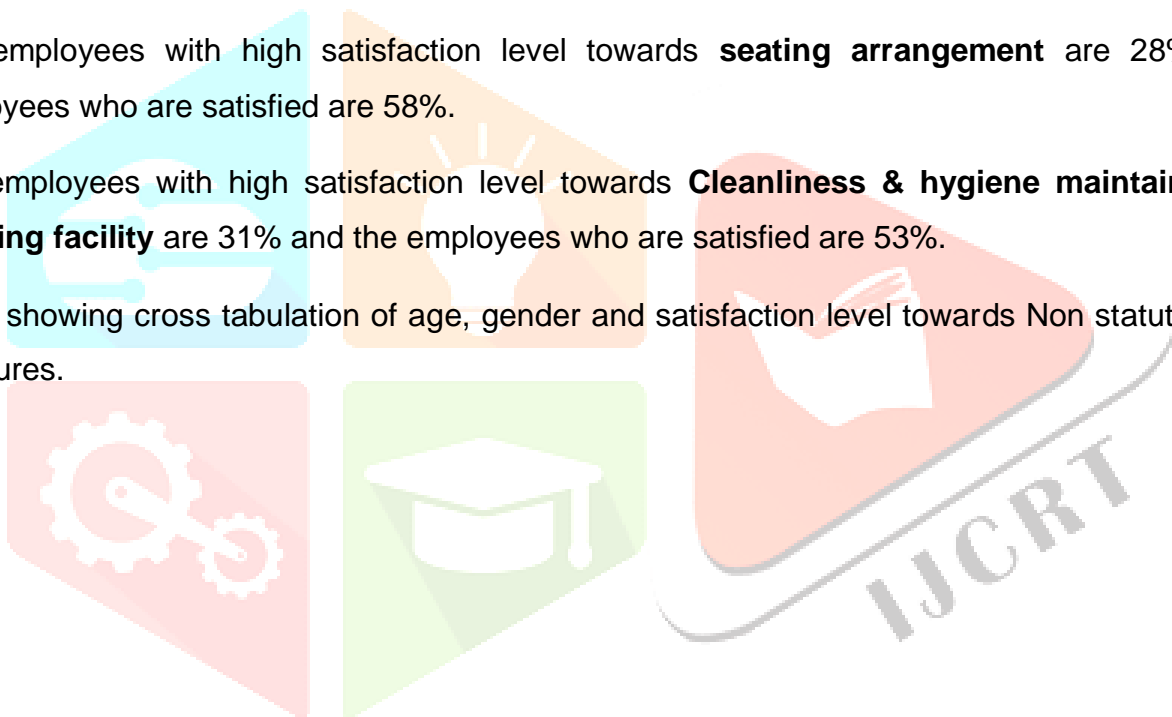 employees with high satisfaction level towards seating arrangement are 28%
oyees who are satisfied are 58%.
employees with high satisfaction level towards Cleanliness & hygiene maintain
ing facility are 31% and the employees who are satisfied are 53%.
showing cross tabulation of age, gender and satisfaction level towards Non statut
ures.
IJCRT